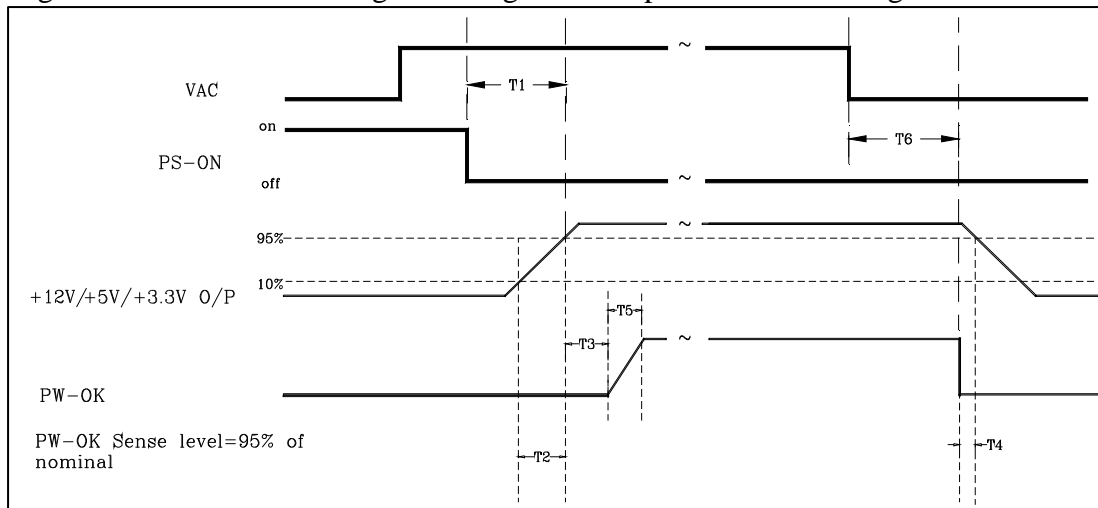 VAC
T1
T6
on
PS-ON
off
~
~
~
~
95%
10%
+12V/+5V/+3.3V O/P
T5
T3
PW-OK
PW-OK Sense level=95% of
nominal
T2
T4